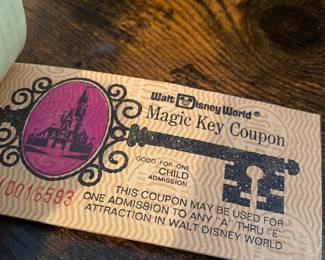 Walt Disney World®
Magic Key Coupon
GOOD FOR ONE
CHILD
ADMISSION
0016593
THIS COUPON MAY BE USED FOR
ONE ADMISSION TO ANY "A" THRU "E"
ATTRACTION IN WALT DISNEY WORLD